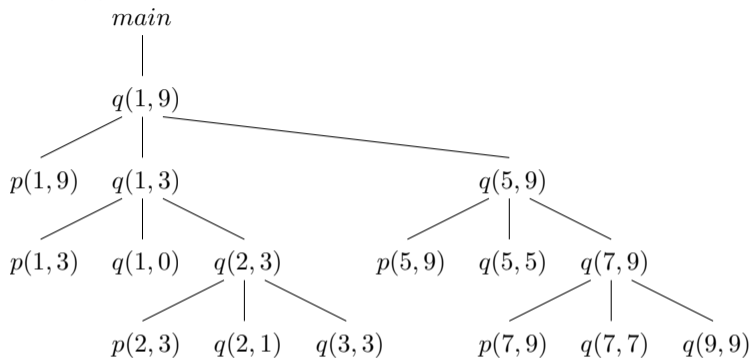 main
q(1, 9)
p(1, 9) q(1, 3) q(5, 9)
p(1, 3) q(1, 0) q(2, 3) p(5, 9) q(5, 5) q(7, 9)
p(2, 3) q(2, 1) q(3, 3) p(7, 9) q(7, 7) q(9, 9)